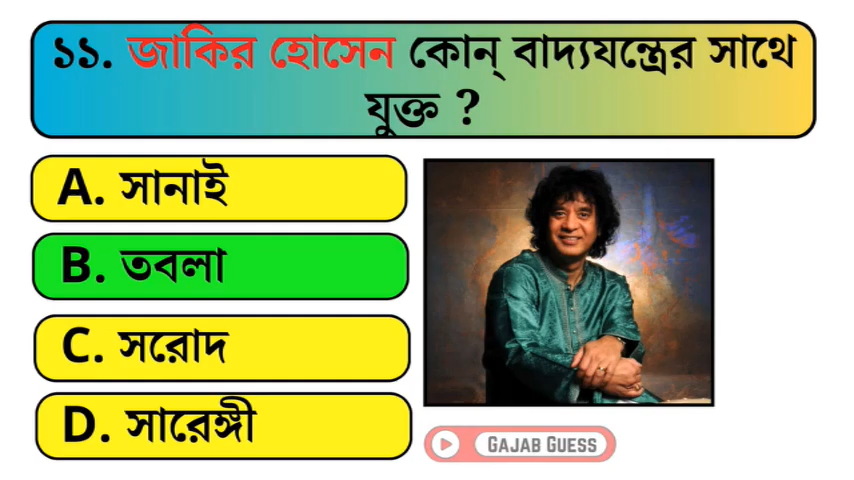 ১১. জাকির হোসেন কোন্ বাদ্যযন্ত্রের সাথে
যুক্ত ?
A. সানাই
B. তবলা
C. সরোদ
D. সারেঙ্গী
GAJAB GUESS